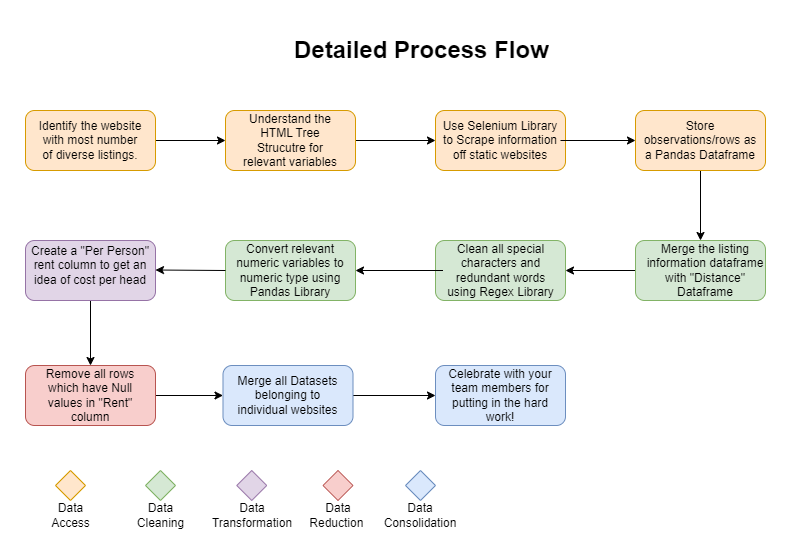 Detailed Process Flow
Identify the website
with most number
of diverse listings.
Understand the
HTML Tree
Strucutre for
relevant variables
Use Selenium Library
to Scrape information
off static websites
Store
observations/rows as
a Pandas Dataframe
Create a "Per Person"
rent column to get an
idea of cost per head
Convert relevant
numeric variables to
numeric type using
Pandas Library
Clean all special
characters and
redundant words
using Regex Library
Merge the listing
information dataframe
with "Distance"
Dataframe
Remove all rows
which have Null
values in "Rent"
column
Merge all Datasets
belonging to
individual websites
Celebrate with your
team members for
putting in the hard
work!
Data
Access
Data
Cleaning
Data
Transformation
Data
Reduction
Data
Consolidation